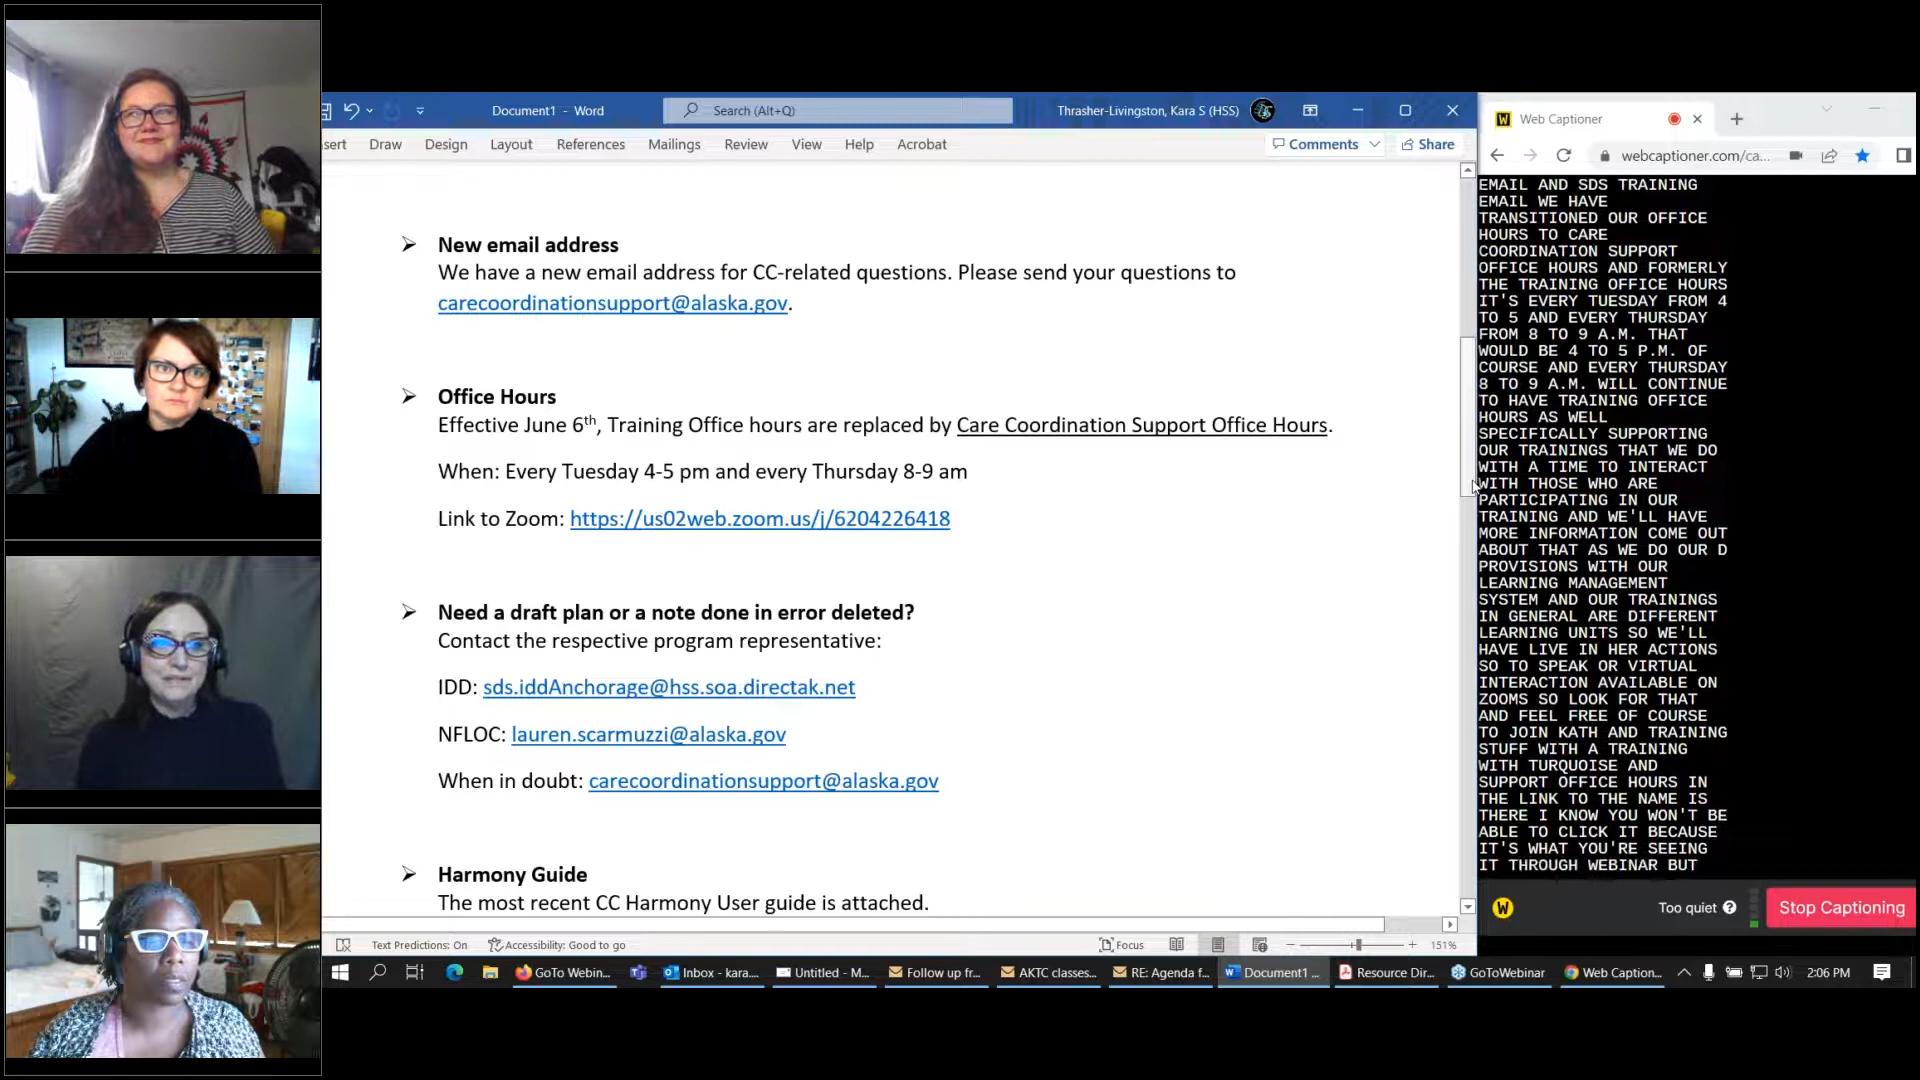 Document1 - Word
Search (Alt+Q)
Thrasher-Livingston, Kara S (HSS)
sert Draw Design Layout References Mailings Review View Help Acrobat
Comments Share
➢ New email address
We have a new email address for CC-related questions. Please send your questions to
carecoordinationsupport@alaska.gov.
➢ Office Hours
Effective June 6th, Training Office hours are replaced by Care Coordination Support Office Hours.
When: Every Tuesday 4-5 pm and every Thursday 8-9 am
Link to Zoom: https://us02web.zoom.us/j/6204226418
➢ Need a draft plan or a note done in error deleted?
Contact the respective program representative:
IDD: sds.iddAnchorage@hss.soa.directak.net
NFLOC: lauren.scarmuzzi@alaska.gov
When in doubt: carecoordinationsupport@alaska.gov
➢ Harmony Guide
The most recent CC Harmony User guide is attached.
Text Predictions: On Accessibility: Good to go Focus 151%
W Web Captioner
webcaptioner.com/ca...
EMAIL AND SDS TRAINING
EMAIL WE HAVE
TRANSITIONED OUR OFFICE
HOURS TO CARE
COORDINATION SUPPORT
OFFICE HOURS AND FORMERLY
THE TRAINING OFFICE HOURS
IT'S EVERY TUESDAY FROM 4
TO 5 AND EVERY THURSDAY
FROM 8 TO 9 A.M. THAT
WOULD BE 4 TO 5 P.M. OF
COURSE AND EVERY THURSDAY
8 TO 9 A.M. WILL CONTINUE
TO HAVE TRAINING OFFICE
HOURS AS WELL
SPECIFICALLY SUPPORTING
OUR TRAININGS THAT WE DO
WITH A TIME TO INTERACT
WITH THOSE WHO ARE
PARTICIPATING IN OUR
TRAINING AND WE'LL HAVE
MORE INFORMATION COME OUT
ABOUT THAT AS WE DO OUR D
PROVISIONS WITH OUR
LEARNING MANAGEMENT
SYSTEM AND OUR TRAININGS
IN GENERAL ARE DIFFERENT
LEARNING UNITS SO WE'LL
HAVE LIVE IN HER ACTIONS
SO TO SPEAK OR VIRTUAL
INTERACTION AVAILABLE ON
ZOOMS SO LOOK FOR THAT
AND FEEL FREE OF COURSE
TO JOIN KATH AND TRAINING
STUFF WITH A TRAINING
WITH TURQUOISE AND
SUPPORT OFFICE HOURS IN
THE LINK TO THE NAME IS
THERE I KNOW YOU WON'T BE
ABLE TO CLICK IT BECAUSE
IT'S WHAT YOU'RE SEEING
IT THROUGH WEBINAR BUT
W Too quiet ? Stop Captioning
GoTo Webin... Inbox - kara.... Untitled - M... Follow up fr... AKTC classes... RE: Agenda f... Document1 ... Resource Dir... GoToWebinar Web Caption... 2:06 PM